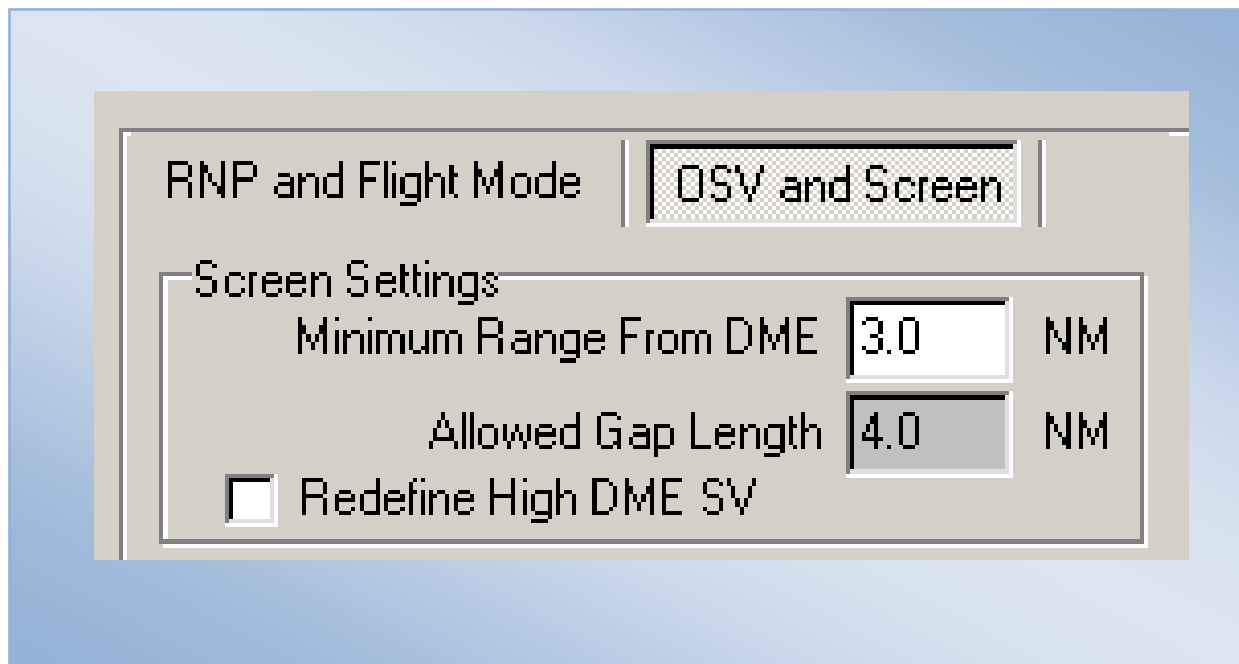 RNP and Flight Mode OSV and Screen
Screen Settings
Minimum Range From DME 3.0 NM
Allowed Gap Length 4.0 NM
Redefine High DME SV